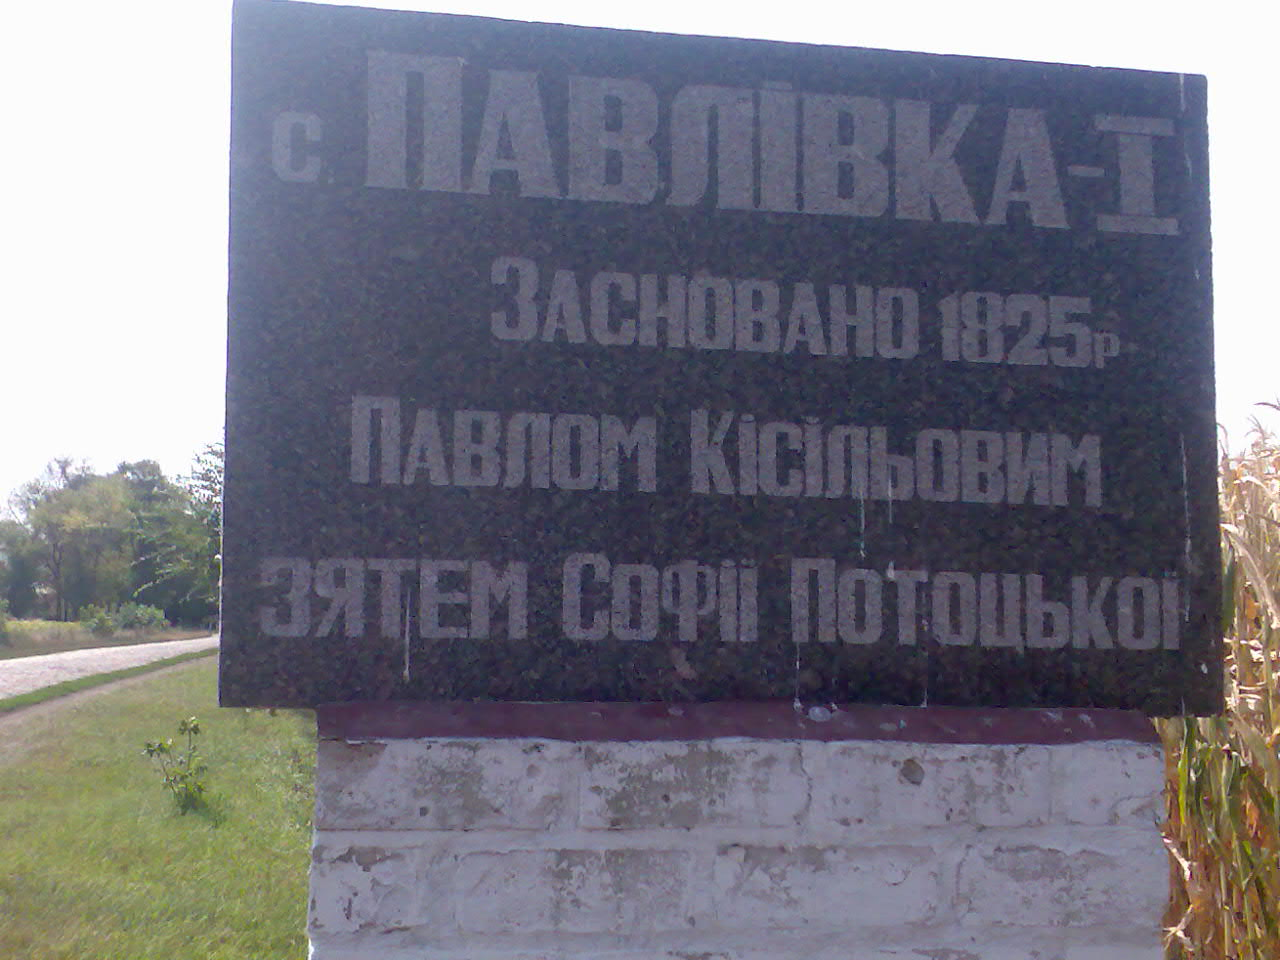 с. ПАВЛІВКА-І
ЗАСНОВАНО 1825р
ПАВЛОМ КІСІЛЬОВИМ
ЗЯТЕМ СОФІЇ ПОТОЦЬКОЇ